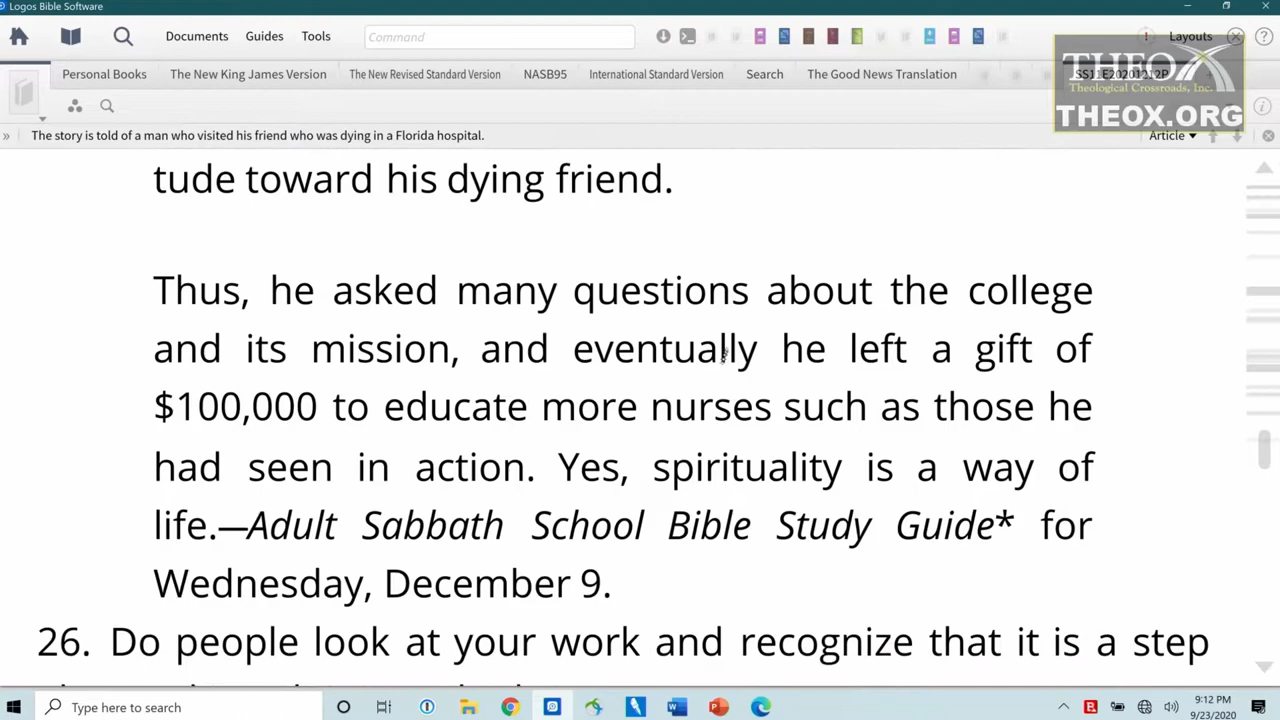 Logos Bible Software
Documents Guides Tools Command Layouts
Personal Books The New King James Version The New Revised Standard Version NASB95 International Standard Version Search The Good News Translation SS11E20201212P
THEOX
Theological Crossroads, Inc.
THEOX.ORG
The story is told of a man who visited his friend who was dying in a Florida hospital. Article
tude toward his dying friend.
Thus, he asked many questions about the college
and its mission, and eventually he left a gift of
$100,000 to educate more nurses such as those he
had seen in action. Yes, spirituality is a way of
life.—Adult Sabbath School Bible Study Guide* for
Wednesday, December 9.
26. Do people look at your work and recognize that it is a step
Type here to search
9:12 PM
9/23/2020